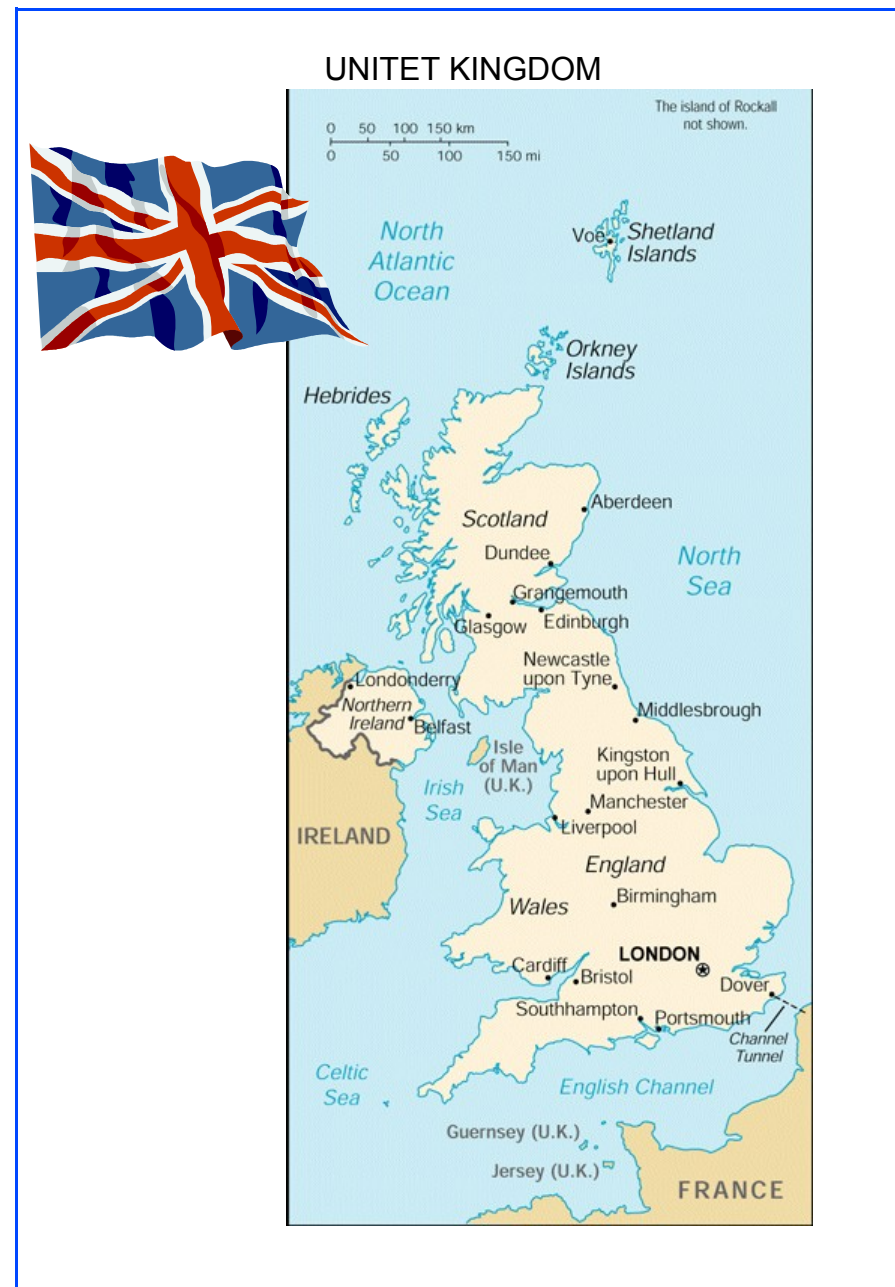 UNITET KINGDOM
The island of Rockall
not shown.
0 50 100 150 km
0 50 100 150 mi
North
Atlantic
Ocean
Voe
Shetland
Islands
Orkney
Islands
Hebrides
Aberdeen
Scotland
Dundee
North
Sea
Grangemouth
Glasgow
Edinburgh
Newcastle
upon Tyne
Londonderry
Northern
Ireland
Belfast
Middlesbrough
Isle
of Man
(U.K.)
Kingston
upon Hull
Irish
Sea
Manchester
Liverpool
IRELAND
England
Birmingham
Wales
LONDON
Cardiff
Bristol
Dover
Southhampton
Portsmouth
Channel
Tunnel
Celtic
Sea
English Channel
Guernsey (U.K.)
Jersey (U.K.)
FRANCE